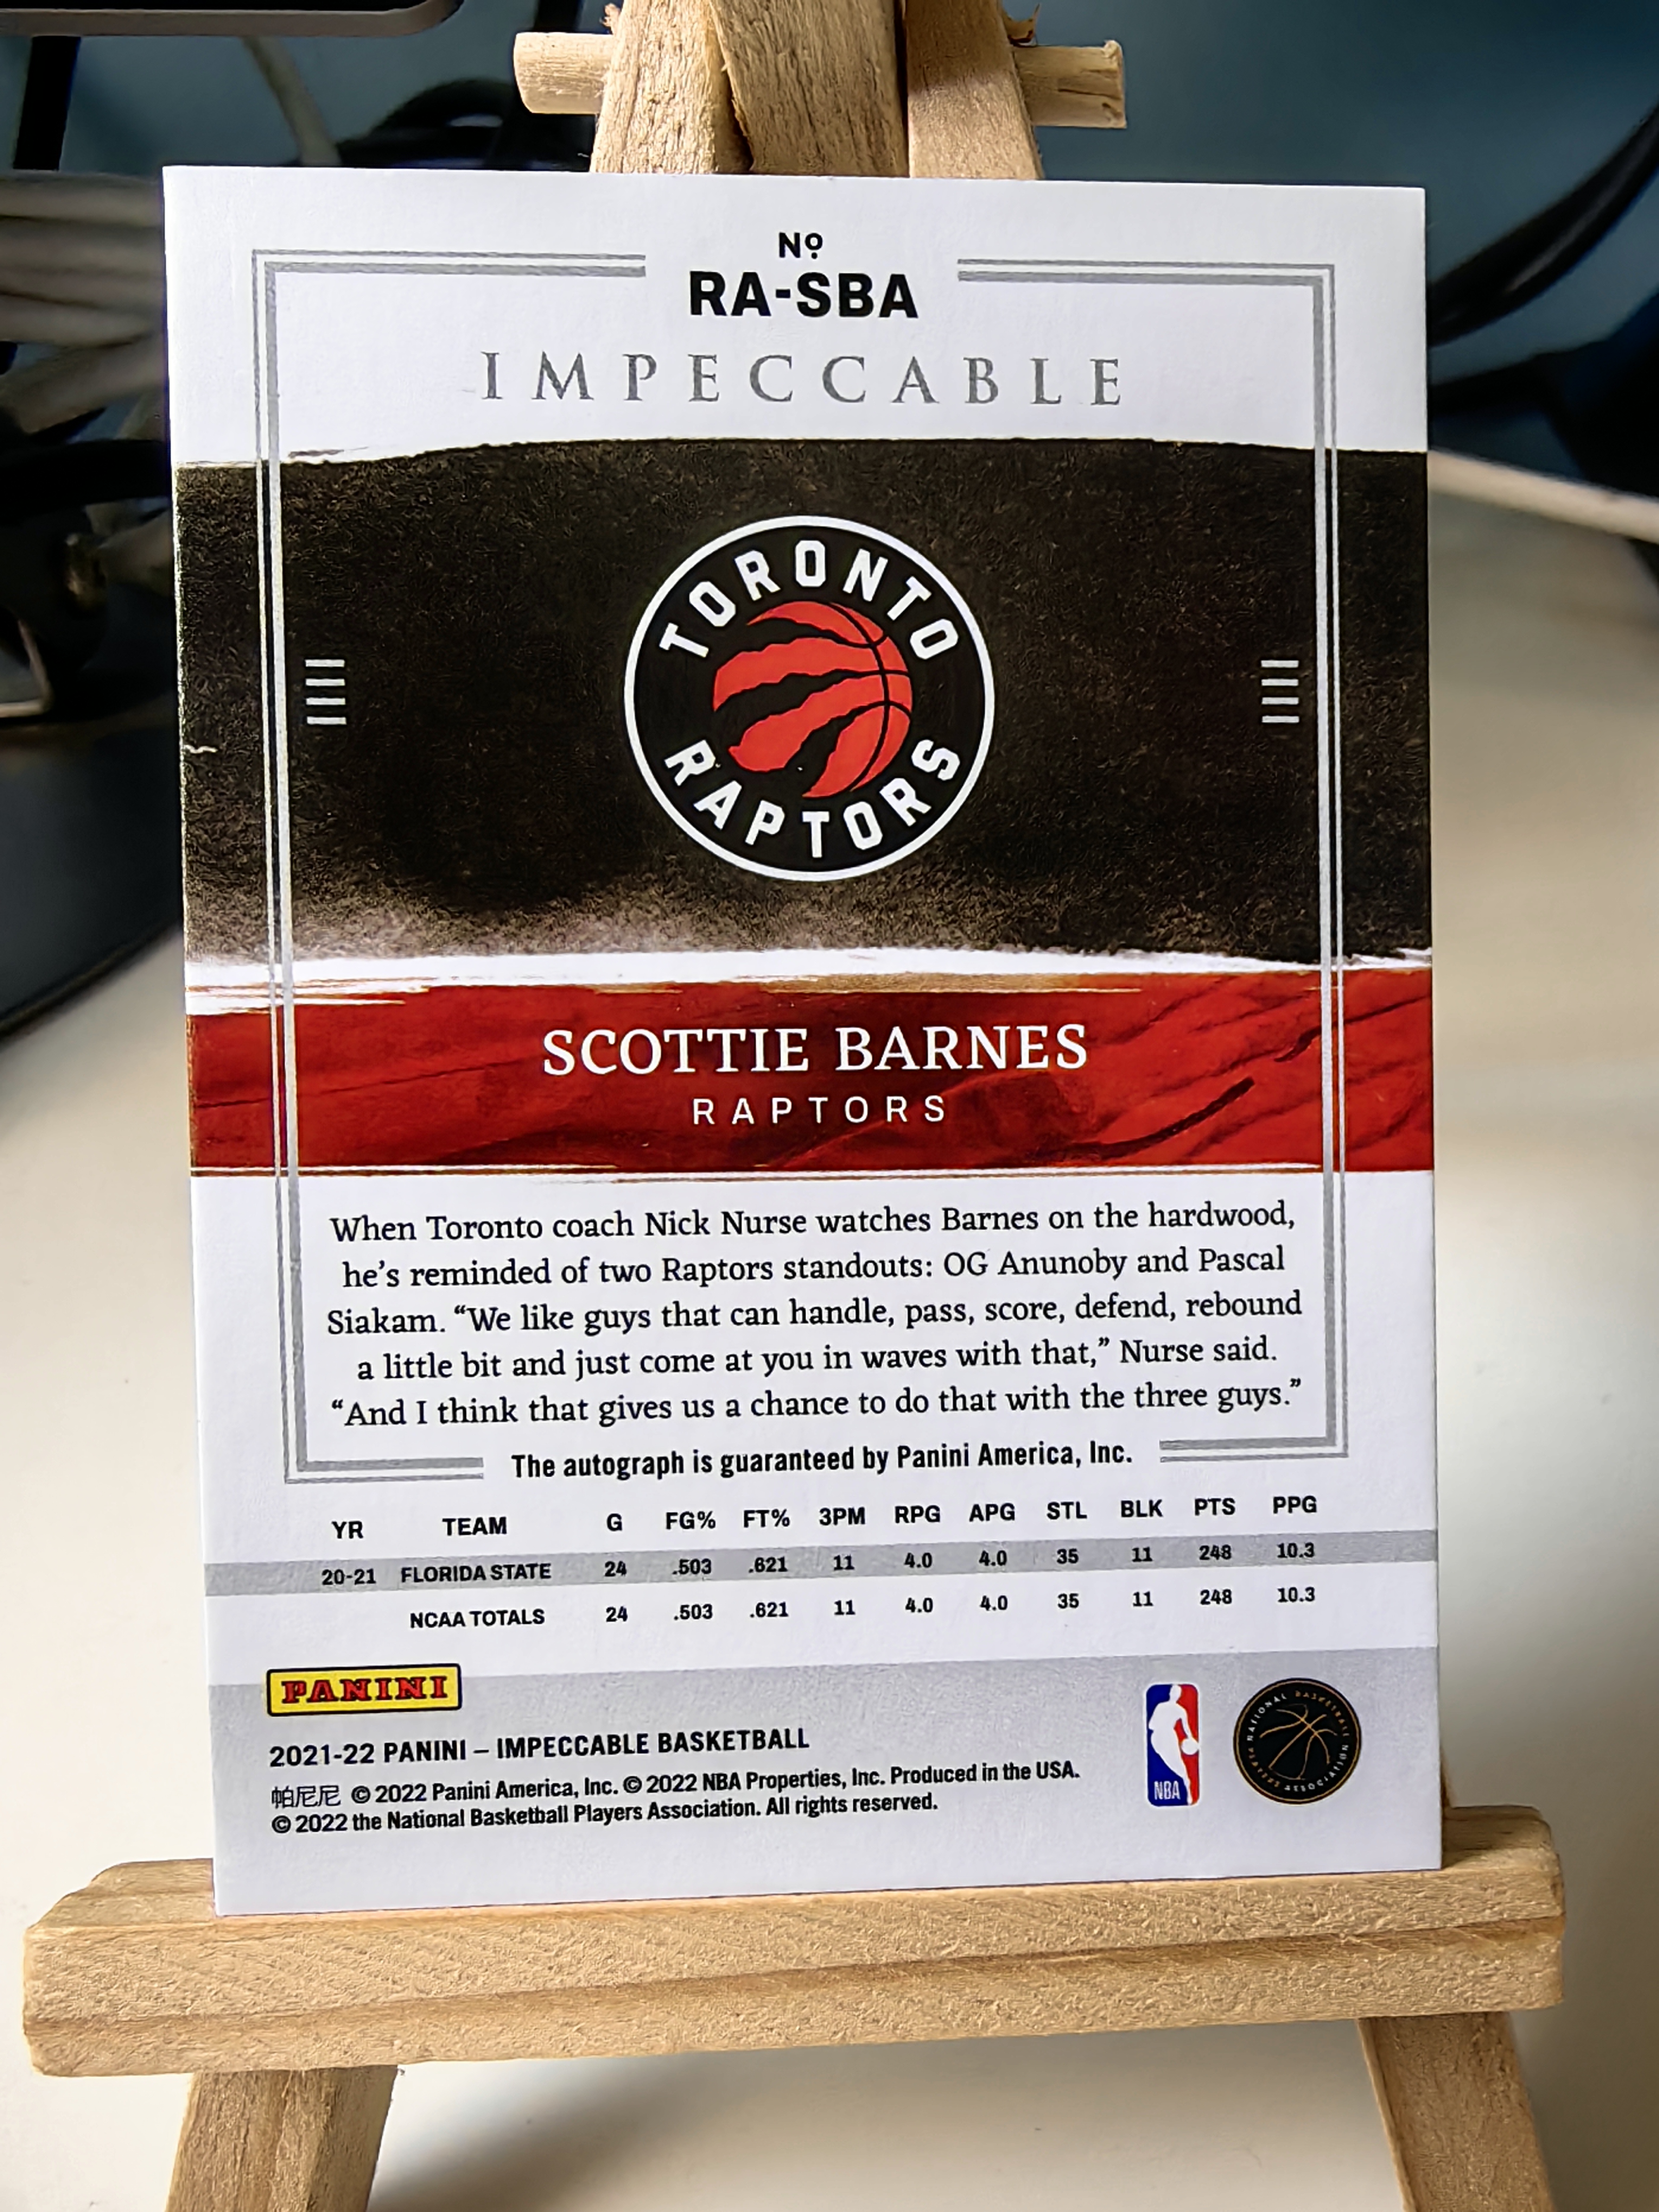 Nº
RA-SBA
IMPECCABLE
TORONTO
RAPTORS
SCOTTIE BARNES
RAPTORS
When Toronto coach Nick Nurse watches Barnes on the hardwood,
he's reminded of two Raptors standouts: OG Anunoby and Pascal
Siakam. “We like guys that can handle, pass, score, defend, rebound
a little bit and just come at you in waves with that,” Nurse said.
“And I think that gives us a chance to do that with the three guys.”
The autograph is guaranteed by Panini America, Inc.
YR TEAM G FG% FT% 3PM RPG APG STL BLK PTS PPG
20-21 FLORIDA STATE 24 .503 .621 11 4.0 4.0 35 11 248 10.3
NCAA TOTALS 24 .503 .621 11 4.0 4.0 35 11 248 10.3
PANINI
2021-22 PANINI – IMPECCABLE BASKETBALL
帕尼尼 © 2022 Panini America, Inc. © 2022 NBA Properties, Inc. Produced in the USA.
© 2022 the National Basketball Players Association. All rights reserved.
NBA
NATIONAL BASKETBALL PLAYERS ASSOCIATION